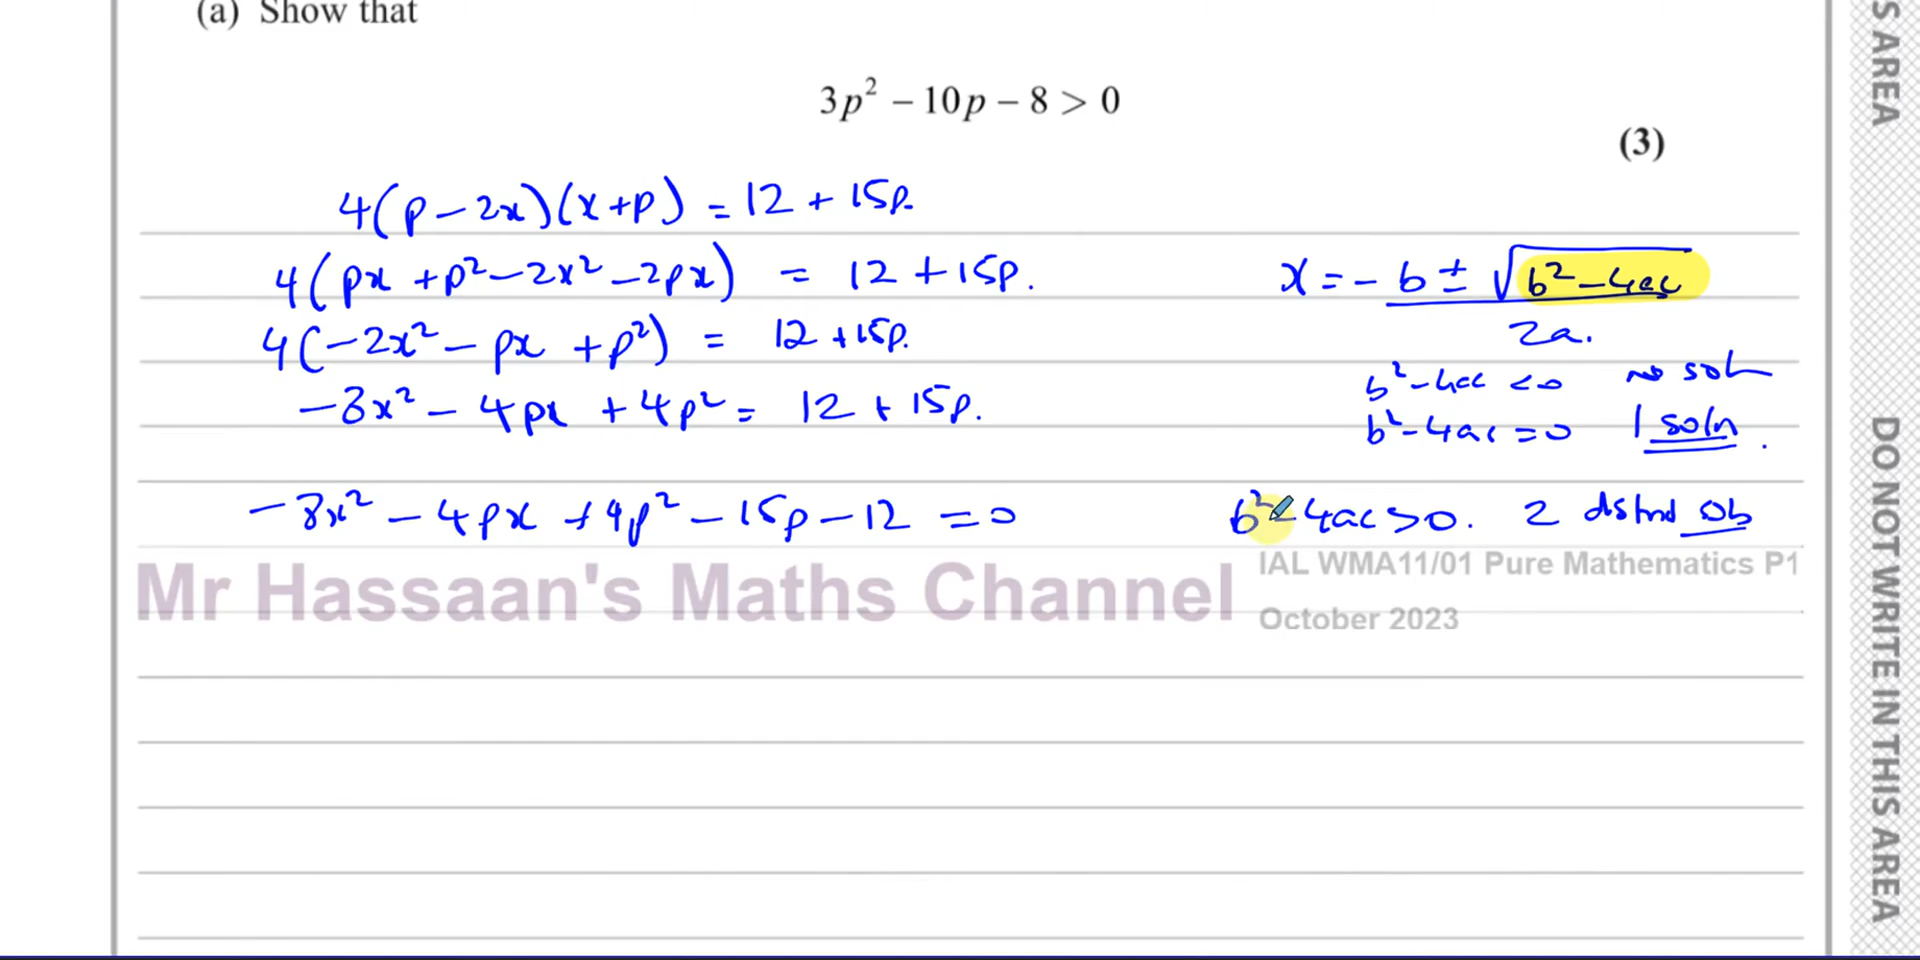 (a) Show that
3p² – 10p – 8 > 0
(3)
4(p – 2x)(x + p) = 12 + 15p.
4(px + p² – 2x² – 2px) = 12 + 15p.
4(–2x² – px + p²) = 12 + 15p.
–8x² – 4px + 4p² = 12 + 15p.
–8x² – 4px + 4p² – 15p – 12 = 0
x = –b ± √b² – 4ac
2a.
b² – 4ac < 0 no sol
b² – 4ac = 0 1 soln.
b² – 4ac > 0. 2
Mr Hassaan's Maths Channel
IAL WMA11/01 Pure Mathematics P1
October 2023
S AREA
DO NOT WRITE IN THIS AREA